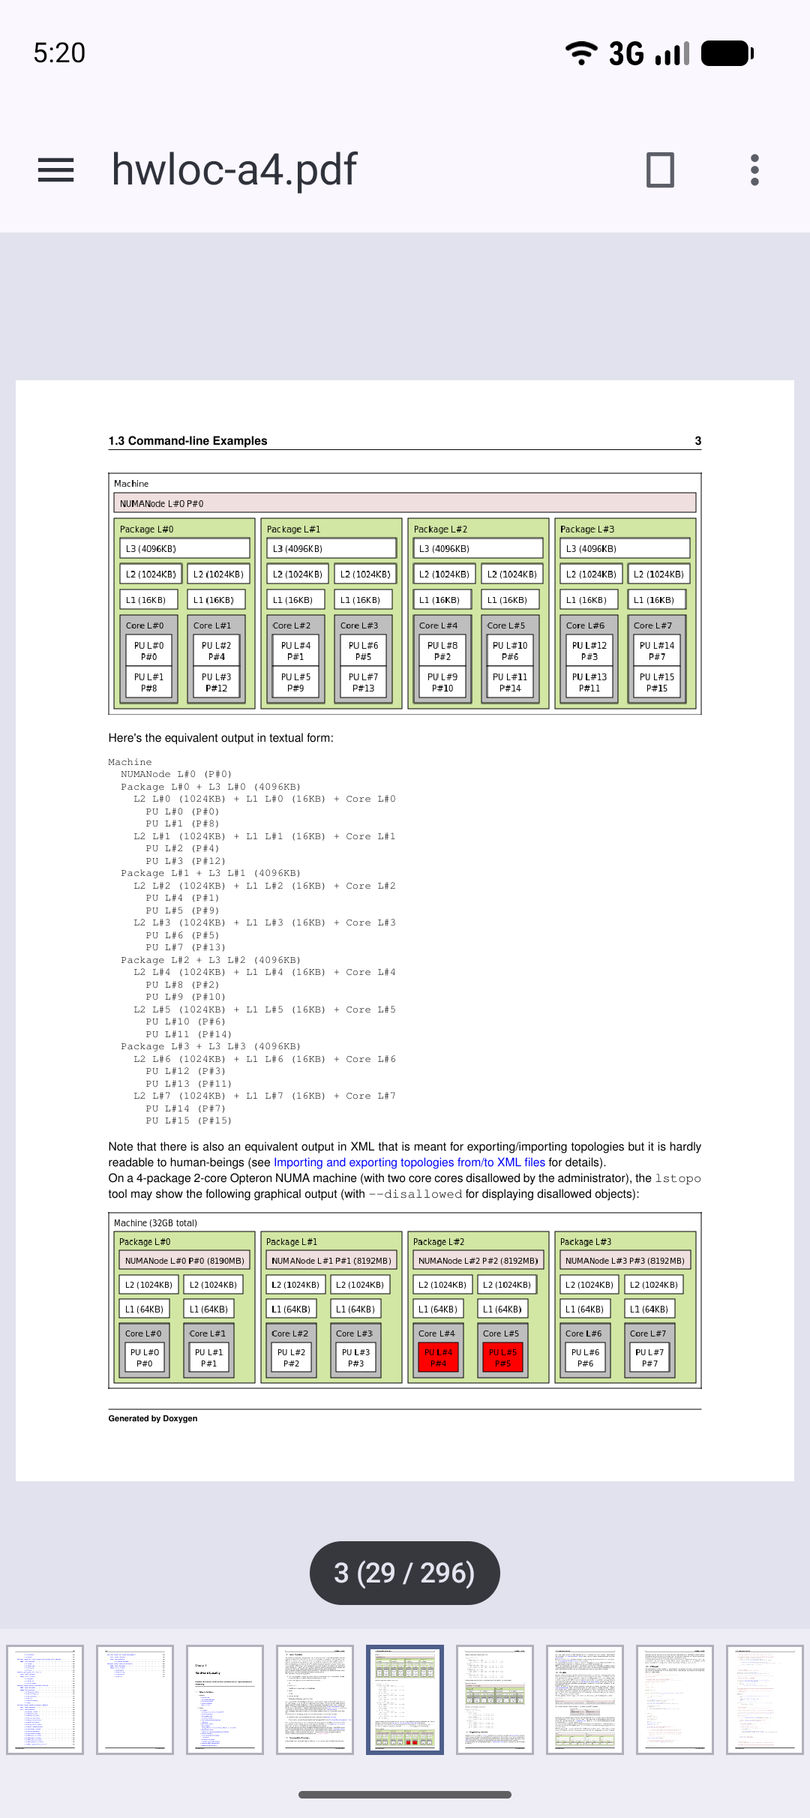 5:20
3G
hwloc-a4.pdf
1.3 Command-line Examples 3
Machine
NUMANode L#0 P#0
Package L#0 Package L#1 Package L#2 Package L#3
L3 (4096KB) L3 (4096KB) L3 (4096KB) L3 (4096KB)
L2 (1024KB) L2 (1024KB) L2 (1024KB) L2 (1024KB) L2 (1024KB) L2 (1024KB) L2 (1024KB) L2 (1024KB)
L1 (16KB) L1 (16KB) L1 (16KB) L1 (16KB) L1 (16KB) L1 (16KB) L1 (16KB) L1 (16KB)
Core L#0 Core L#1 Core L#2 Core L#3 Core L#4 Core L#5 Core L#6 Core L#7
PU L#0 PU L#2 PU L#4 PU L#6 PU L#8 PU L#10 PU L#12 PU L#14
P#0 P#4 P#1 P#5 P#2 P#6 P#3 P#7
PU L#1 PU L#3 PU L#5 PU L#7 PU L#9 PU L#11 PU L#13 PU L#15
P#8 P#12 P#9 P#13 P#10 P#14 P#11 P#15
Here's the equivalent output in textual form:
Machine
NUMANode L#0 (P#0)
Package L#0 + L3 L#0 (4096KB)
L2 L#0 (1024KB) + L1 L#0 (16KB) + Core L#0
PU L#0 (P#0)
PU L#1 (P#8)
L2 L#1 (1024KB) + L1 L#1 (16KB) + Core L#1
PU L#2 (P#4)
PU L#3 (P#12)
Package L#1 + L3 L#1 (4096KB)
L2 L#2 (1024KB) + L1 L#2 (16KB) + Core L#2
PU L#4 (P#1)
PU L#5 (P#9)
L2 L#3 (1024KB) + L1 L#3 (16KB) + Core L#3
PU L#6 (P#5)
PU L#7 (P#13)
Package L#2 + L3 L#2 (4096KB)
L2 L#4 (1024KB) + L1 L#4 (16KB) + Core L#4
PU L#8 (P#2)
PU L#9 (P#10)
L2 L#5 (1024KB) + L1 L#5 (16KB) + Core L#5
PU L#10 (P#6)
PU L#11 (P#14)
Package L#3 + L3 L#3 (4096KB)
L2 L#6 (1024KB) + L1 L#6 (16KB) + Core L#6
PU L#12 (P#3)
PU L#13 (P#11)
L2 L#7 (1024KB) + L1 L#7 (16KB) + Core L#7
PU L#14 (P#7)
PU L#15 (P#15)
Note that there is also an equivalent output in XML that is meant for exporting/importing topologies but it is hardly
readable to human-beings (see Importing and exporting topologies from/to XML files for details).
On a 4-package 2-core Opteron NUMA machine (with two core cores disallowed by the administrator), the lstopo
tool may show the following graphical output (with --disallowed for displaying disallowed objects):
Machine (32GB total)
Package L#0 Package L#1 Package L#2 Package L#3
NUMANode L#0 P#0 (8190MB) NUMANode L#1 P#1 (8192MB) NUMANode L#2 P#2 (8192MB) NUMANode L#3 P#3 (8192MB)
L2 (1024KB) L2 (1024KB) L2 (1024KB) L2 (1024KB) L2 (1024KB) L2 (1024KB) L2 (1024KB) L2 (1024KB)
L1 (64KB) L1 (64KB) L1 (64KB) L1 (64KB) L1 (64KB) L1 (64KB) L1 (64KB) L1 (64KB)
Core L#0 Core L#1 Core L#2 Core L#3 Core L#4 Core L#5 Core L#6 Core L#7
PU L#0 PU L#1 PU L#2 PU L#3 PU L#4 PU L#5 PU L#6 PU L#7
P#0 P#1 P#2 P#3 P#4 P#5 P#6 P#7
Generated by Doxygen
3 (29 / 296)